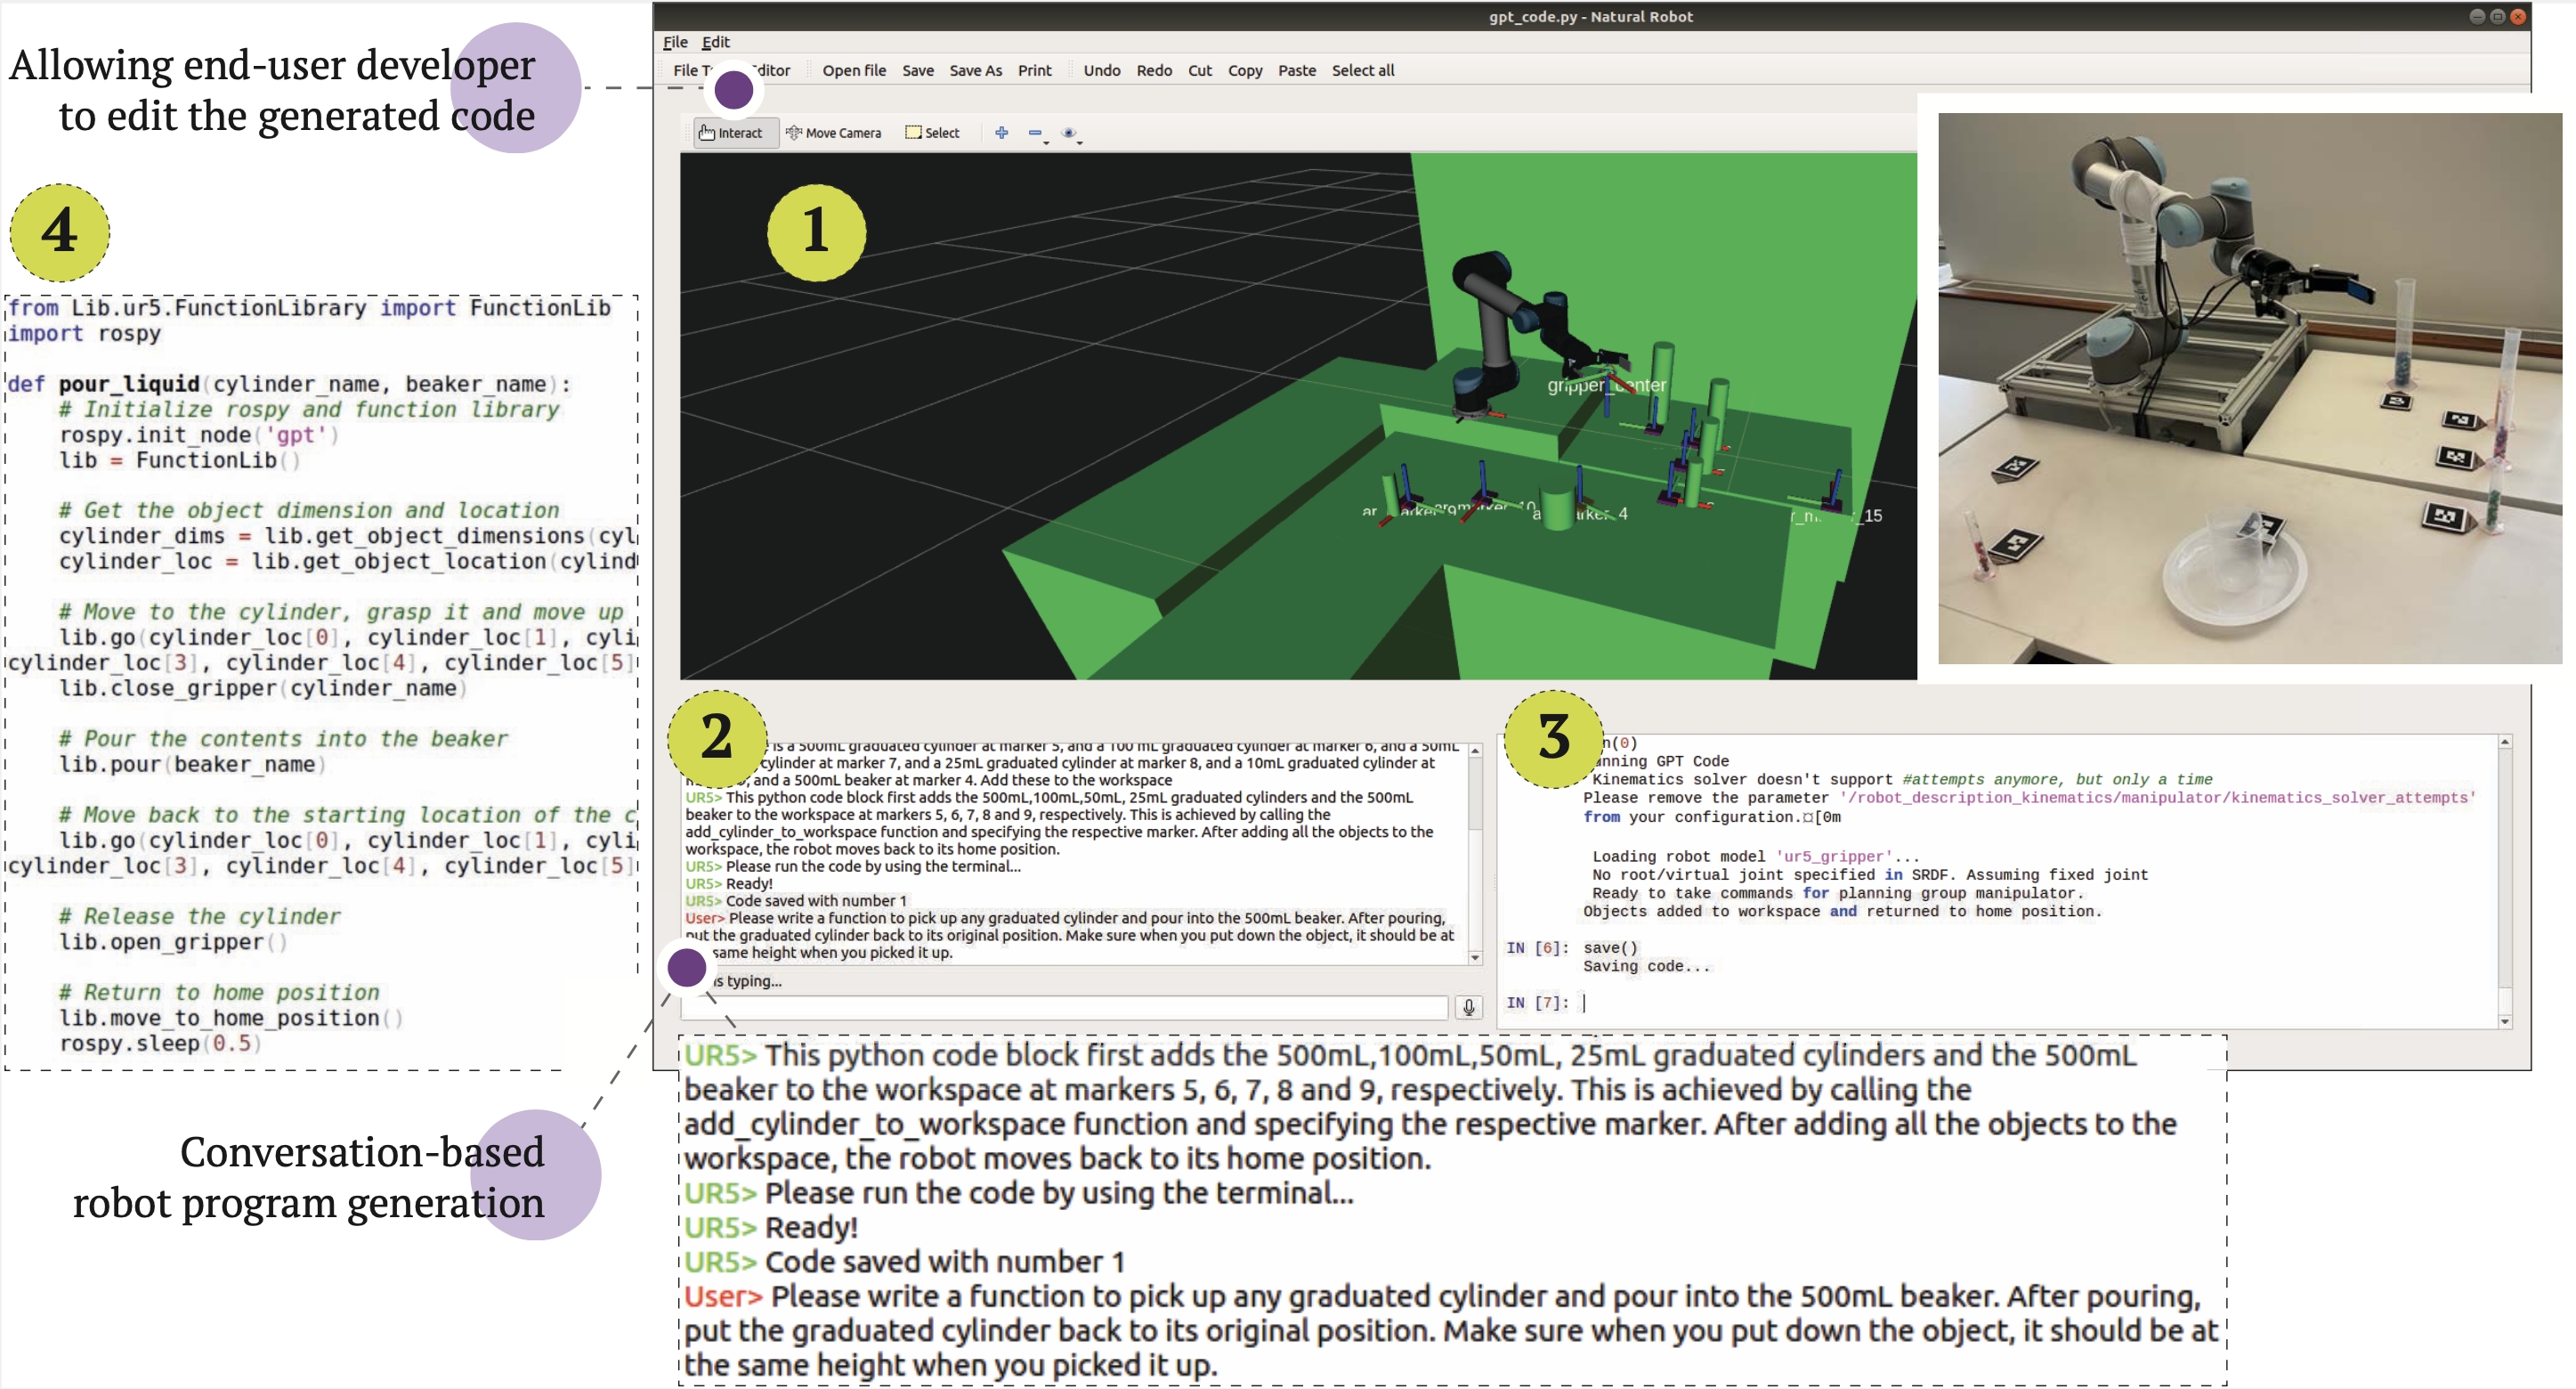 Allowing end-user developer
to edit the generated code
4
from Lib.ur5.FunctionLibrary import FunctionLib
import rospy
def pour_liquid(cylinder_name, beaker_name):
# Initialize rospy and function library
rospy.init_node('gpt')
lib = FunctionLib()
# Get the object dimension and location
cylinder_dims = lib.get_object_dimensions(cyl
cylinder_loc = lib.get_object_location(cylind
# Move to the cylinder, grasp it and move up
lib.go(cylinder_loc[0], cylinder_loc[1], cyli
cylinder_loc[3], cylinder_loc[4], cylinder_loc[5]
lib.close_gripper(cylinder_name)
# Pour the contents into the beaker
lib.pour(beaker_name)
# Move back to the starting location of the c
lib.go(cylinder_loc[0], cylinder_loc[1], cyli
cylinder_loc[3], cylinder_loc[4], cylinder_loc[5]
# Release the cylinder
lib.open_gripper()
# Return to home position
lib.move_to_home_position()
rospy.sleep(0.5)
Conversation-based
robot program generation
gpt_code.py - Natural Robot
File Edit
File Open file Save Save As Print Undo Redo Cut Copy Paste Select all
Interact Move Camera Select
1
gripper_center
2
is a 500mL graduated cylinder at marker 5, and a 100 mL graduated cylinder at marker 6, and a 50mL
cylinder at marker 7, and a 25mL graduated cylinder at marker 8, and a 10mL graduated cylinder at
and a 500mL beaker at marker 4. Add these to the workspace
UR5> This python code block first adds the 500mL,100mL,50mL, 25mL graduated cylinders and the 500mL
beaker to the workspace at markers 5, 6, 7, 8 and 9, respectively. This is achieved by calling the
add_cylinder_to_workspace function and specifying the respective marker. After adding all the objects to the
workspace, the robot moves back to its home position.
UR5> Please run the code by using the terminal...
UR5> Ready!
UR5> Code saved with number 1
User> Please write a function to pick up any graduated cylinder and pour into the 500mL beaker. After pouring,
put the graduated cylinder back to its original position. Make sure when you put down the object, it should be at
same height when you picked it up.
is typing...
3
n(0)
nning GPT Code
Kinematics solver doesn't support #attempts anymore, but only a time
Please remove the parameter '/robot_description_kinematics/manipulator/kinematics_solver_attempts'
from your configuration.¤[0m
Loading robot model 'ur5_gripper'...
No root/virtual joint specified in SRDF. Assuming fixed joint
Ready to take commands for planning group manipulator.
Objects added to workspace and returned to home position.
IN [6]: save()
Saving code...
IN [7]:
UR5> This python code block first adds the 500mL,100mL,50mL, 25mL graduated cylinders and the 500mL
beaker to the workspace at markers 5, 6, 7, 8 and 9, respectively. This is achieved by calling the
add_cylinder_to_workspace function and specifying the respective marker. After adding all the objects to the
workspace, the robot moves back to its home position.
UR5> Please run the code by using the terminal...
UR5> Ready!
UR5> Code saved with number 1
User> Please write a function to pick up any graduated cylinder and pour into the 500mL beaker. After pouring,
put the graduated cylinder back to its original position. Make sure when you put down the object, it should be at
the same height when you picked it up.